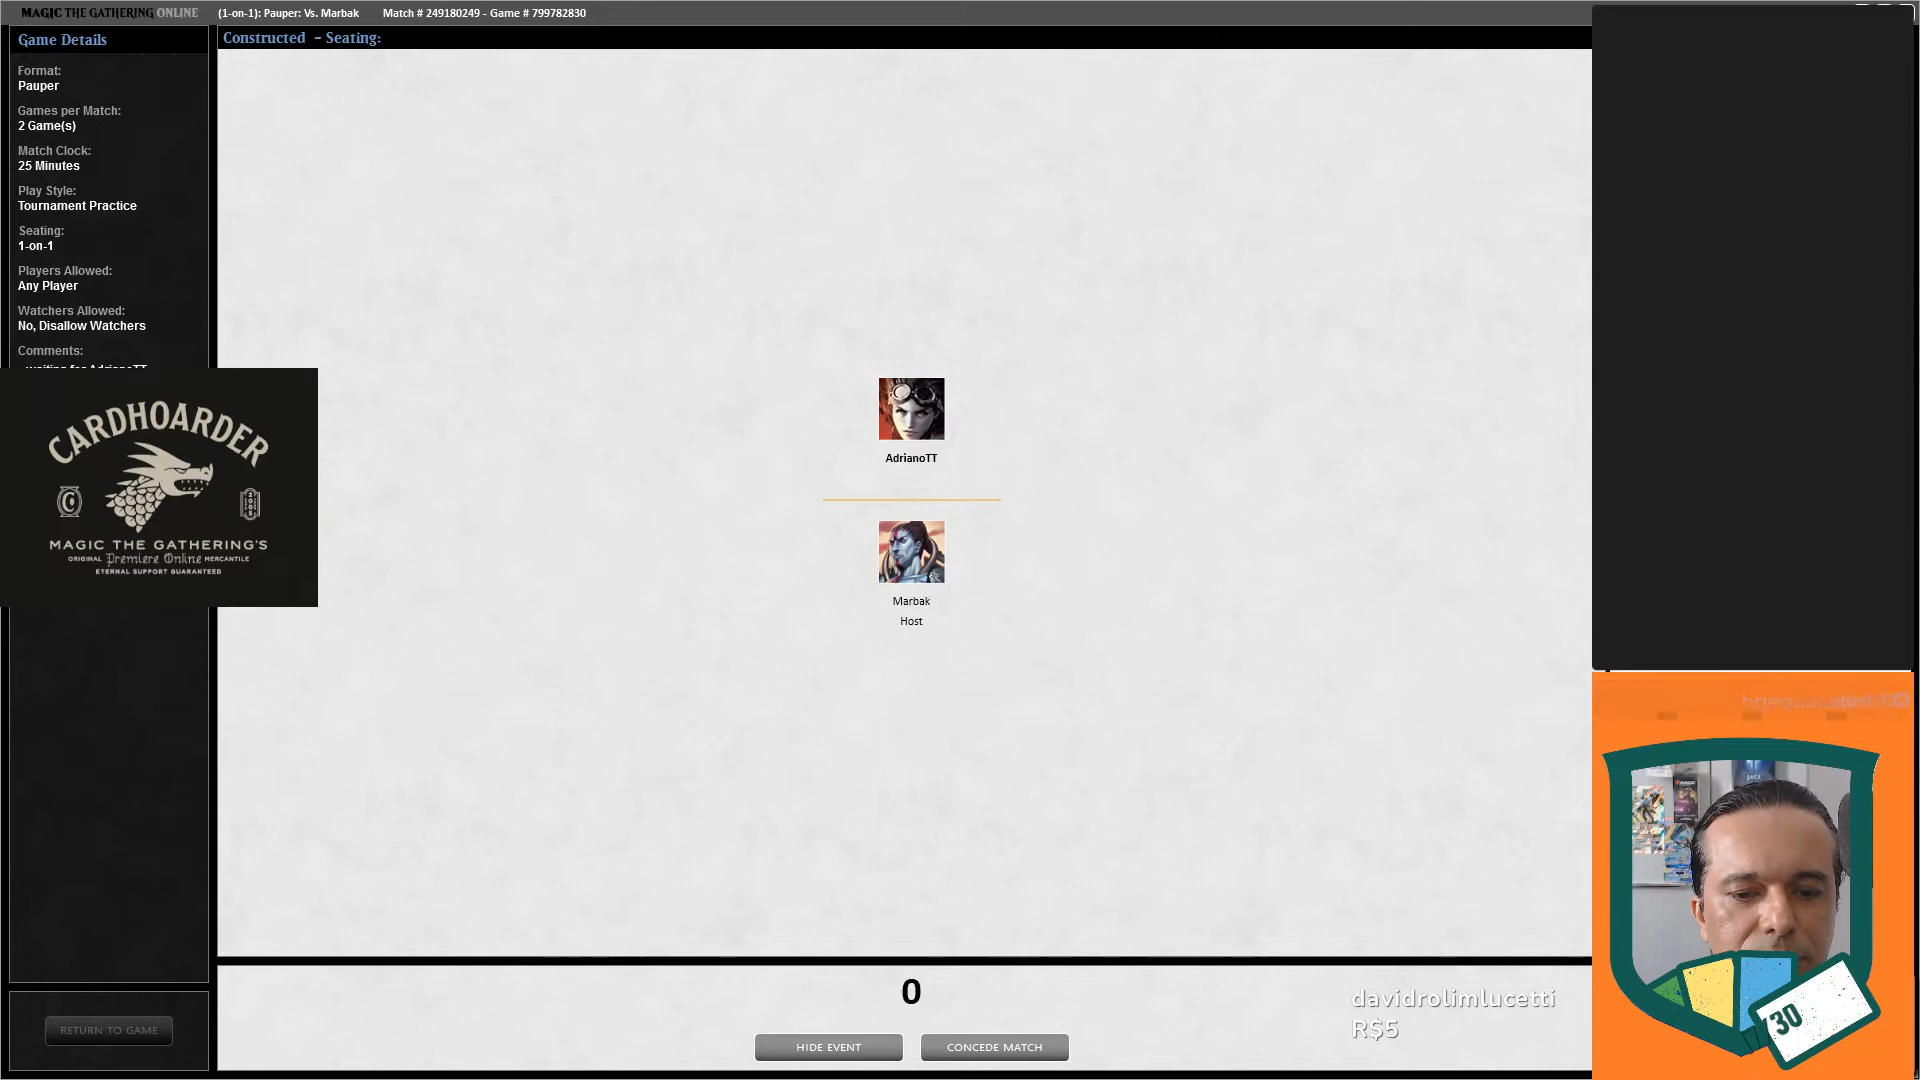 MAGIC THE GATHERING ONLINE (1-on-1): Pauper: Vs. Marbak Match # 249180249 - Game # 799782830
Game Details
Constructed – Seating:
Format:
Pauper
Games per Match:
2 Game(s)
Match Clock:
25 Minutes
Play Style:
Tournament Practice
Seating:
1-on-1
Players Allowed:
Any Player
Watchers Allowed:
No, Disallow Watchers
Comments:
waiting for AdrianoTT
CARDHOARDER
MAGIC THE GATHERING'S
ORIGINAL Premiere Online MERCANTILE
ETERNAL SUPPORT GUARANTEED
AdrianoTT
Marbak
Host
0
HIDE EVENT
CONCEDE MATCH
RETURN TO GAME
davidrolimlucetti
R$5
30